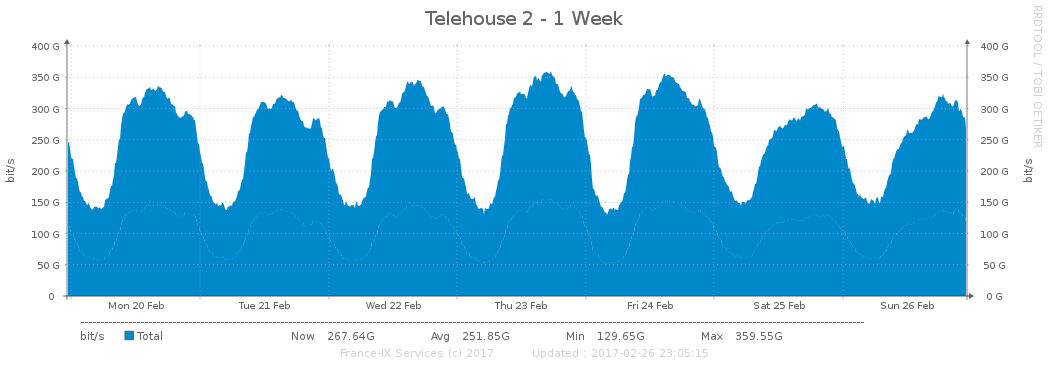 Telehouse 2 - 1 Week
RRDTOOL / TOBI OETIKER
400 G 400 G
350 G 350 G
300 G 300 G
250 G 250 G
200 G 200 G
150 G 150 G
100 G 100 G
50 G 50 G
0 0 G
bit/s bit/s
Mon 20 Feb Tue 21 Feb Wed 22 Feb Thu 23 Feb Fri 24 Feb Sat 25 Feb Sun 26 Feb
bit/s Total Now 267.64G Avg 251.85G Min 129.65G Max 359.55G
France-IX Services (c) 2017 Updated : 2017-02-26 23:05:15